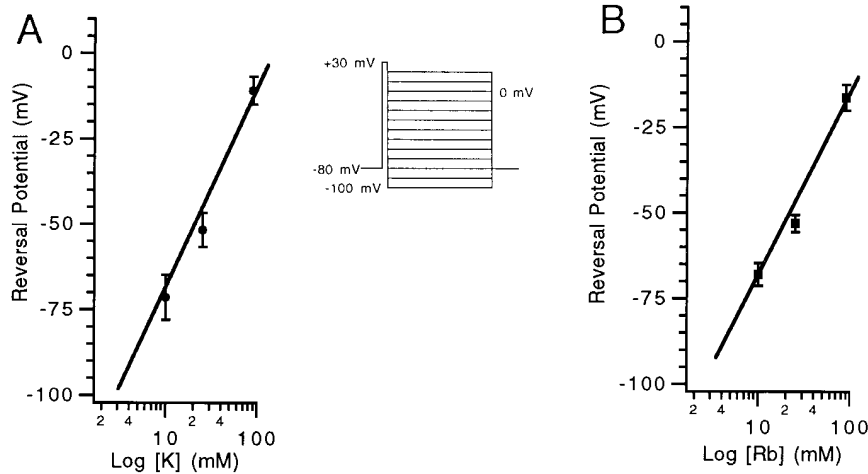 A
Reversal Potential (mV)
0
-25
-50
-75
-100
2 4 10 2 4 100
Log [K] (mM)
+30 mV
0 mV
-80 mV
-100 mV
B
Reversal Potential (mV)
0
-25
-50
-75
-100
2 4 10 2 4 100
Log [Rb] (mM)